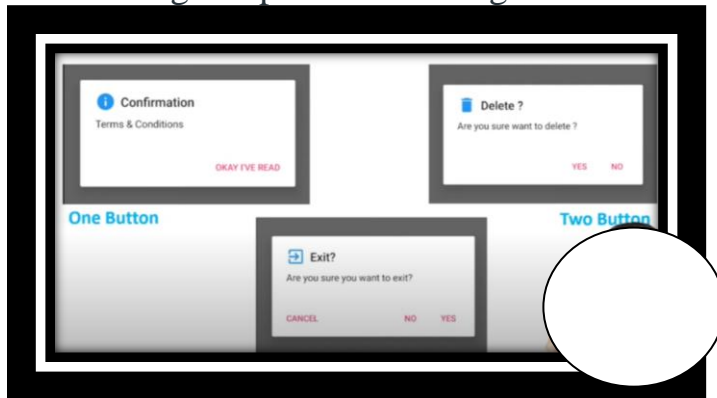 Confirmation
Terms & Conditions
OKAY I'VE READ
One Button
Delete ?
Are you sure want to delete ?
YES NO
Two Button
Exit?
Are you sure you want to exit?
CANCEL NO YES